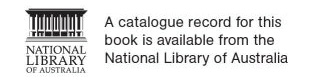 A catalogue record for this
book is available from the
National Library of Australia
NATIONAL
LIBRARY
OF AUSTRALIA